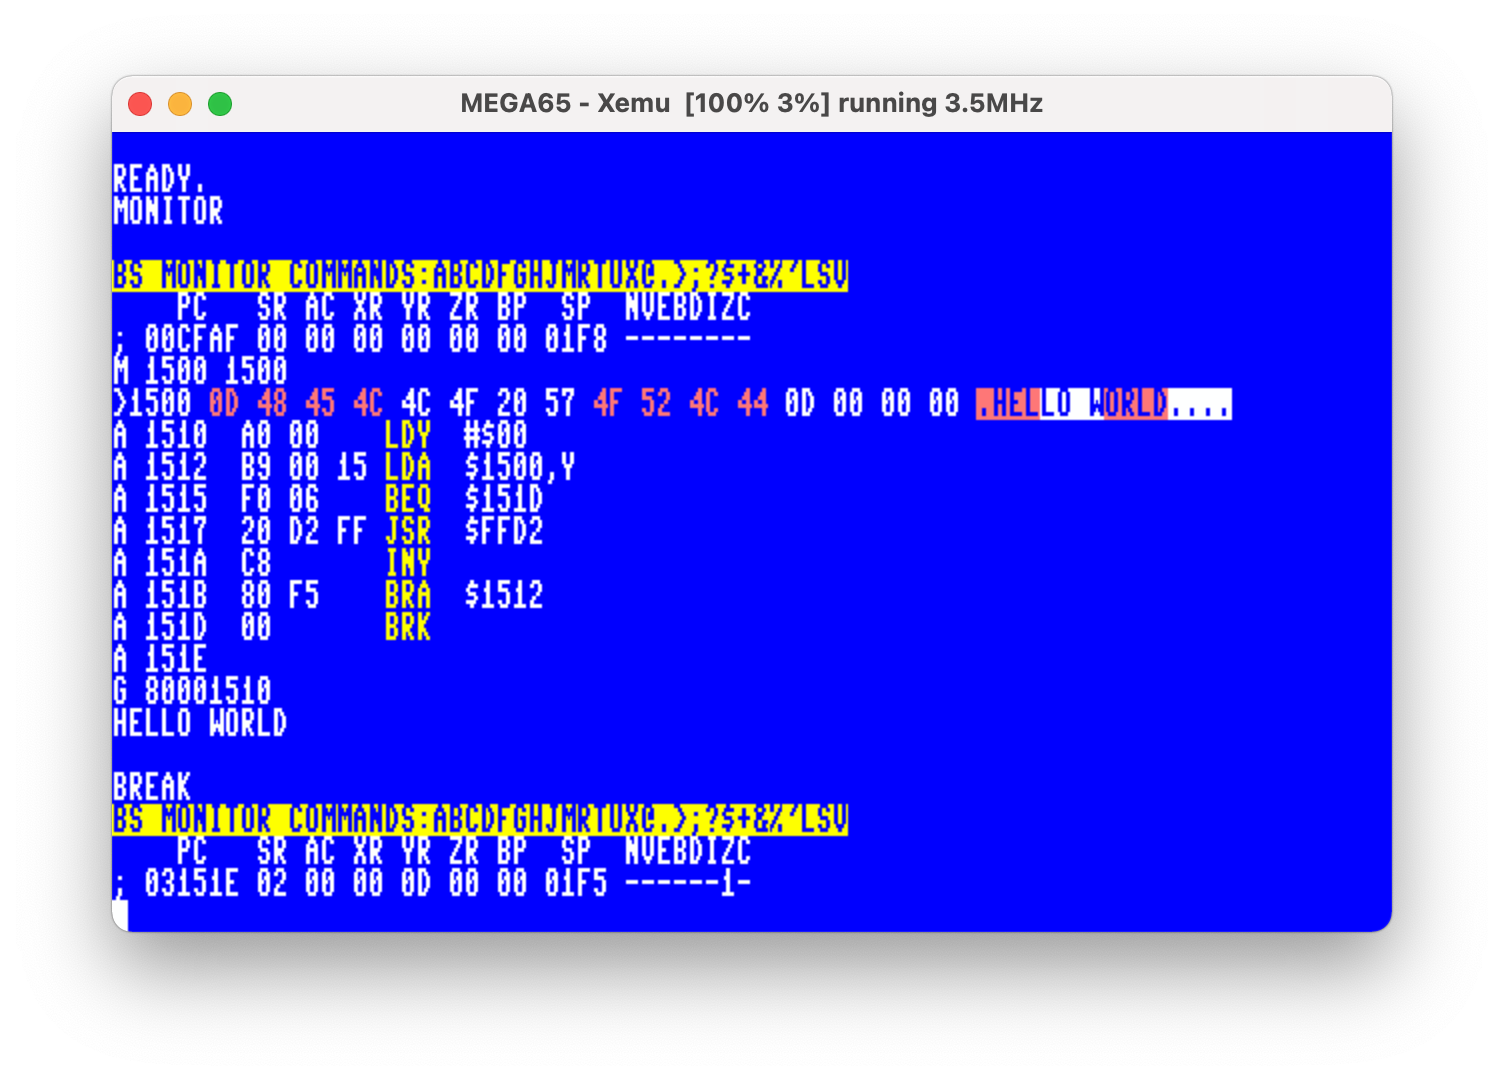 MEGA65 - Xemu [100% 3%] running 3.5MHz
READY.
MONITOR
BS MONITOR COMMANDS:ABCDFGHJMRTUX@.>;?$+&%'LSV
PC SR AC XR YR ZR BP SP NVEBDIZC
; 00CFAF 00 00 00 00 00 00 01F8 --------
M 1500 1500
>1500 0D 48 45 4C 4C 4F 20 57 4F 52 4C 44 0D 00 00 00 .HELLO WORLD....
A 1510 A0 00 LDY #$00
A 1512 B9 00 15 LDA $1500,Y
A 1515 F0 06 BEQ $151D
A 1517 20 D2 FF JSR $FFD2
A 151A C8 INY
A 151B 80 F5 BRA $1512
A 151D 00 BRK
A 151E
G 80001510
HELLO WORLD
BREAK
BS MONITOR COMMANDS:ABCDFGHJMRTUX@.>;?$+&%'LSV
PC SR AC XR YR ZR BP SP NVEBDIZC
; 03151E 02 00 00 0D 00 00 01F5 ------1-